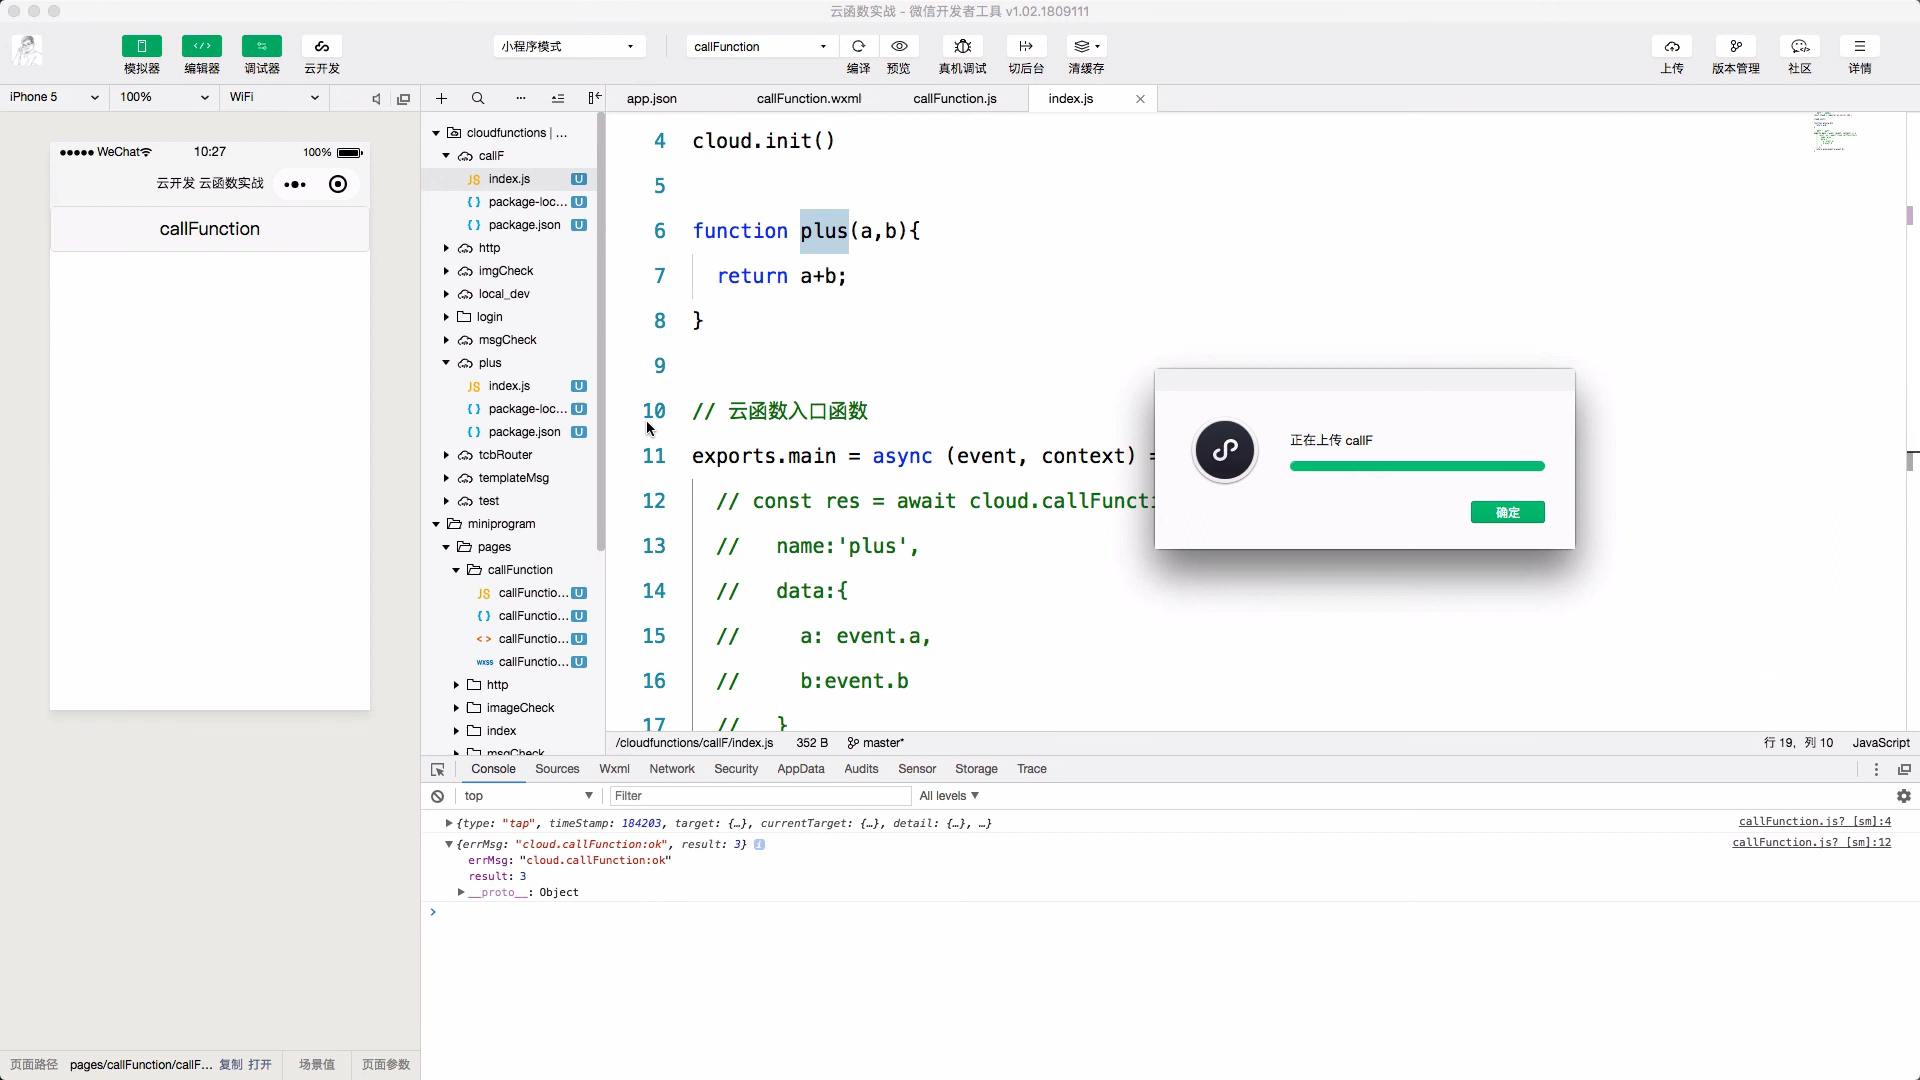 云函数实战 - 微信开发者工具 v1.02.1809111
模拟器
编辑器
调试器
云开发
小程序模式
callFunction
编译
预览
真机调试
切后台
清缓存
上传
版本管理
社区
详情
iPhone 5
100%
WiFi
WeChat
10:27
100%
云开发 云函数实战
callFunction
cloudfunctions | ...
callF
JS index.js U
{} package-loc... U
{} package.json U
http
imgCheck
local_dev
login
msgCheck
plus
JS index.js U
{} package-loc... U
{} package.json U
tcbRouter
templateMsg
test
miniprogram
pages
callFunction
JS callFunctio... U
{} callFunctio... U
<> callFunctio... U
wxss callFunctio... U
http
imageCheck
index
msgCheck
app.json
callFunction.wxml
callFunction.js
index.js
4 cloud.init()
5
6 function plus(a,b){
7 return a+b;
8 }
9
10 // 云函数入口函数
11 exports.main = async (event, context) =
12 // const res = await cloud.callFuncti
13 // name:'plus',
14 // data:{
15 // a: event.a,
16 // b:event.b
17 // }
正在上传 callF
确定
/cloudfunctions/callF/index.js 352 B master*
行 19, 列 10 JavaScript
Console Sources Wxml Network Security AppData Audits Sensor Storage Trace
top
Filter
All levels
{type: "tap", timeStamp: 184203, target: {…}, currentTarget: {…}, detail: {…}, …}
callFunction.js? [sm]:4
{errMsg: "cloud.callFunction:ok", result: 3}
callFunction.js? [sm]:12
errMsg: "cloud.callFunction:ok"
result: 3
__proto__: Object
页面路径 pages/callFunction/callF... 复制 打开 场景值 页面参数